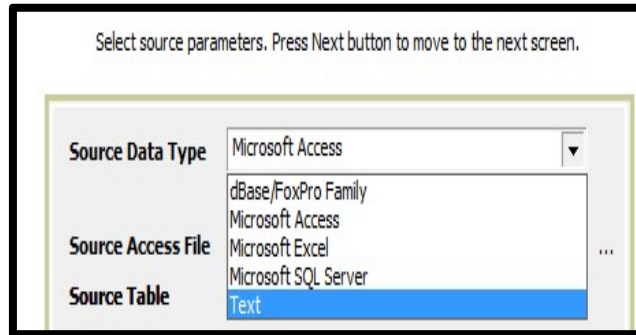 Select source parameters. Press Next button to move to the next screen.
Source Data Type Microsoft Access
dBase/FoxPro Family
Microsoft Access
Source Access File Microsoft Excel ...
Microsoft SQL Server
Source Table Text